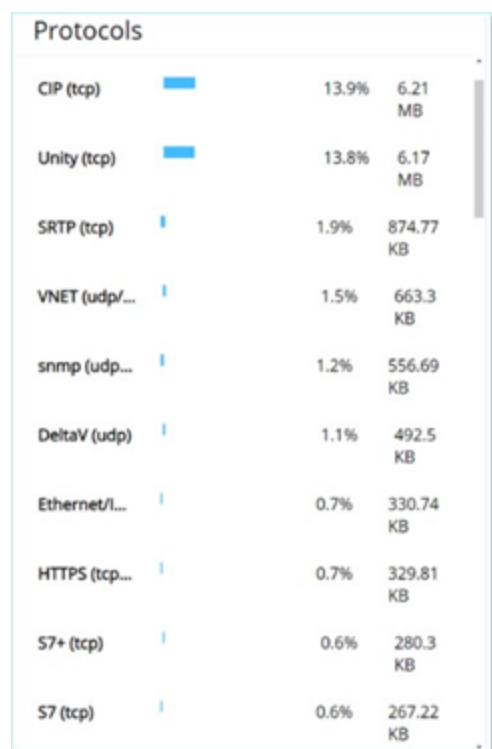 Protocols
CIP (tcp) 13.9% 6.21
MB
Unity (tcp) 13.8% 6.17
MB
SRTP (tcp) 1.9% 874.77
KB
VNET (udp/... 1.5% 663.3
KB
snmp (udp... 1.2% 556.69
KB
DeltaV (udp) 1.1% 492.5
KB
Ethernet/I... 0.7% 330.74
KB
HTTPS (tcp... 0.7% 329.81
KB
S7+ (tcp) 0.6% 280.3
KB
S7 (tcp) 0.6% 267.22
KB